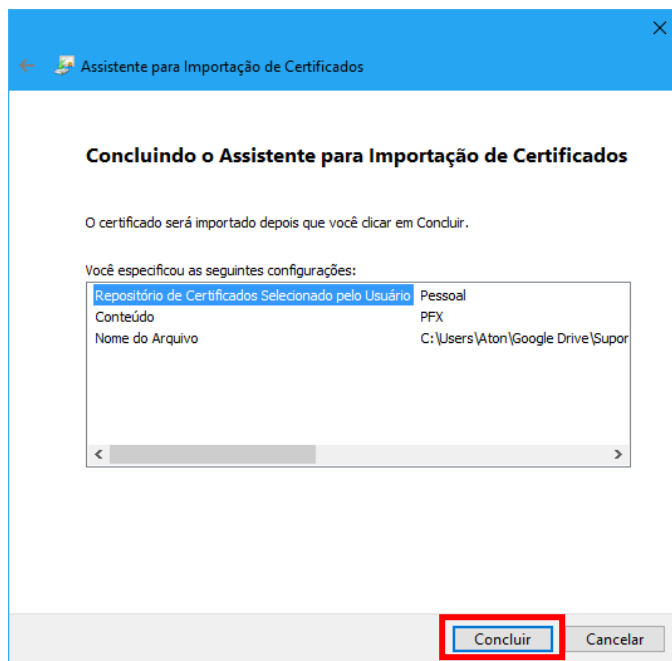 Assistente para Importação de Certificados
Concluindo o Assistente para Importação de Certificados
O certificado será importado depois que você clicar em Concluir.
Você especificou as seguintes configurações:
Repositório de Certificados Selecionado pelo Usuário Pessoal
Conteúdo PFX
Nome do Arquivo C:\Users\Aton\Google Drive\Supor
Concluir Cancelar